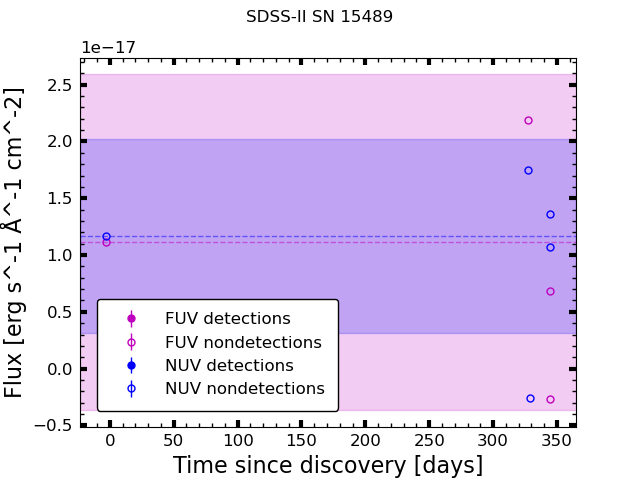 SDSS-II SN 15489
1e−17
Flux [erg s^-1 Å^-1 cm^-2]
2.5
2.0
1.5
1.0
0.5
0.0
−0.5
FUV detections
FUV nondetections
NUV detections
NUV nondetections
0 50 100 150 200 250 300 350
Time since discovery [days]